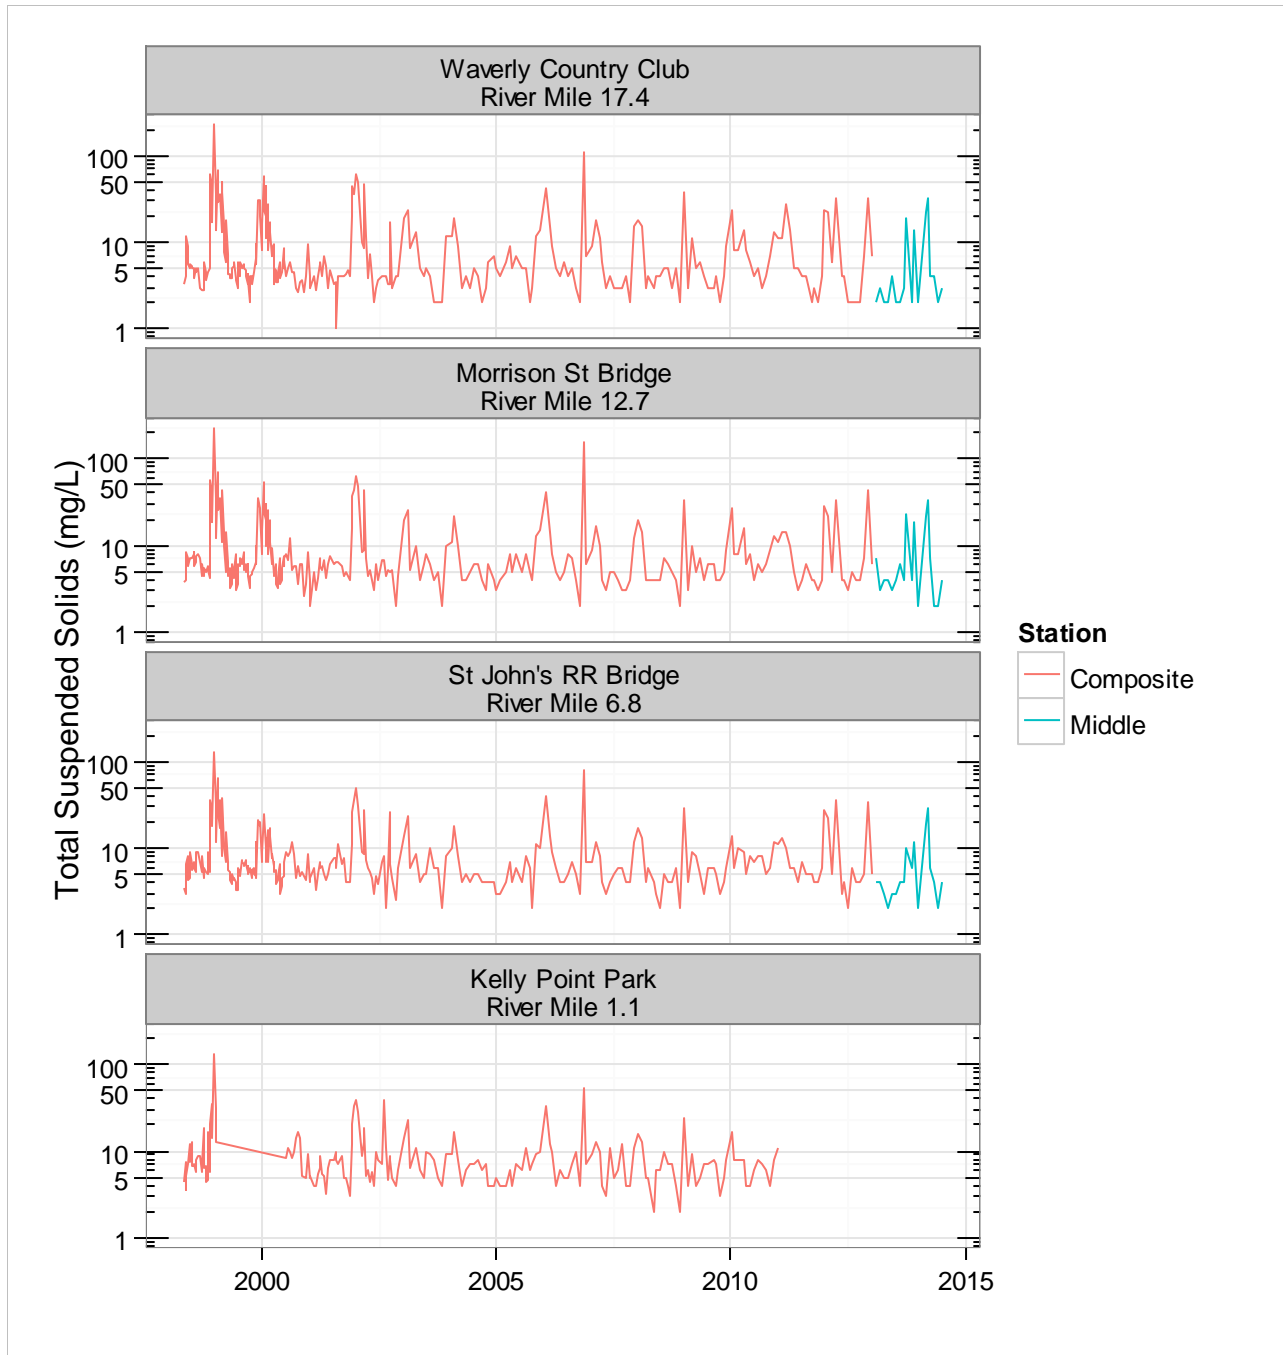 Waverly Country Club
River Mile 17.4
100
50
10
5
1
Morrison St Bridge
River Mile 12.7
100
50
10
5
1
St John's RR Bridge
River Mile 6.8
100
50
10
5
1
Kelly Point Park
River Mile 1.1
100
50
10
5
1
2000
2005
2010
2015
Total Suspended Solids (mg/L)
Station
Composite
Middle